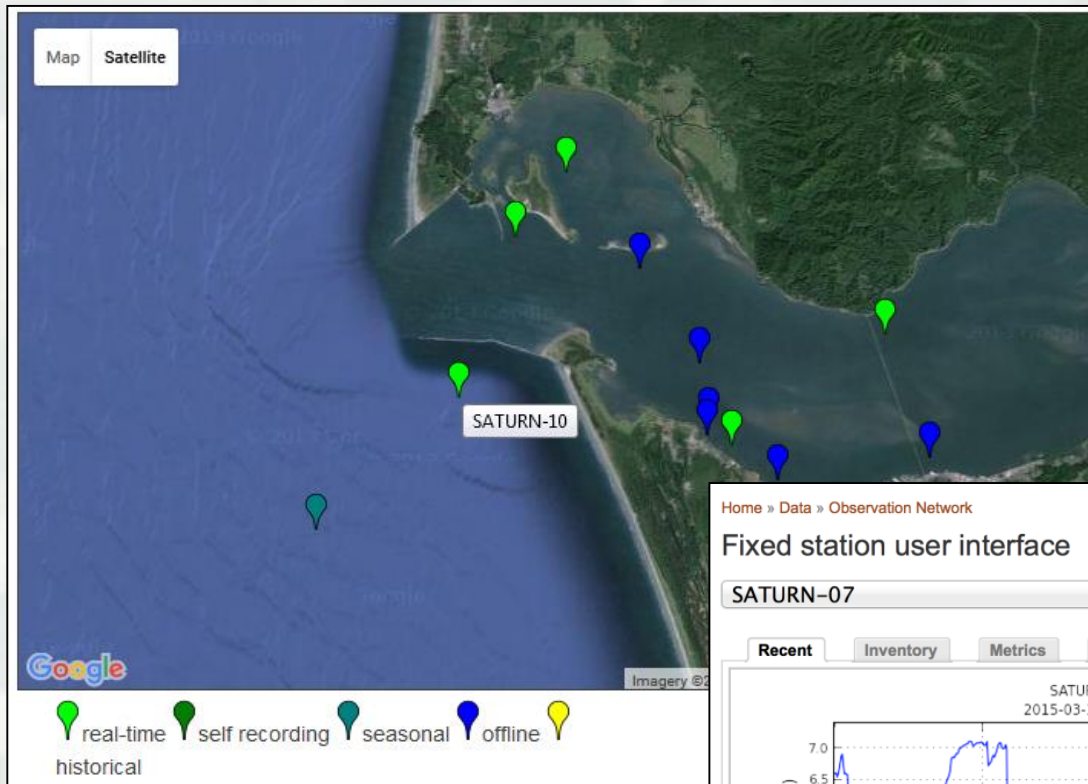 Map Satellite
SATURN-10
Google
Imagery ©2
real-time self recording seasonal offline
historical
Home » Data » Observation Network
Fixed station user interface
SATURN-07
Recent Inventory Metrics
SATU
2015-03-
7.0
6.5